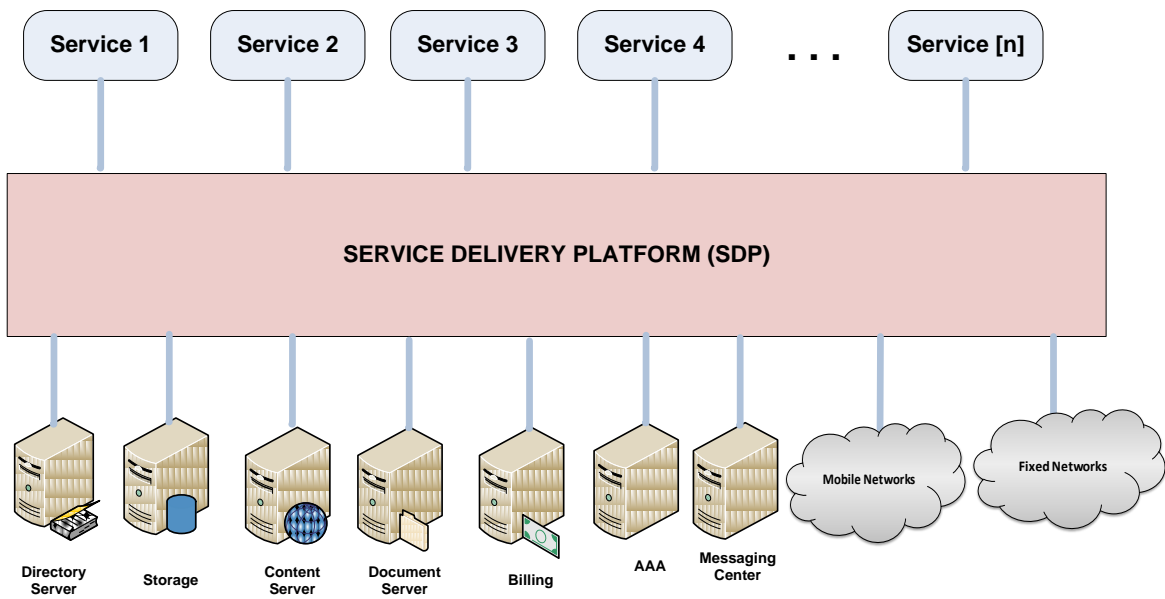 Service 1
Service 2
Service 3
Service 4
. . .
Service [n]
SERVICE DELIVERY PLATFORM (SDP)
Directory
Server
Storage
Content
Server
Document
Server
Billing
AAA
Messaging
Center
Mobile Networks
Fixed Networks